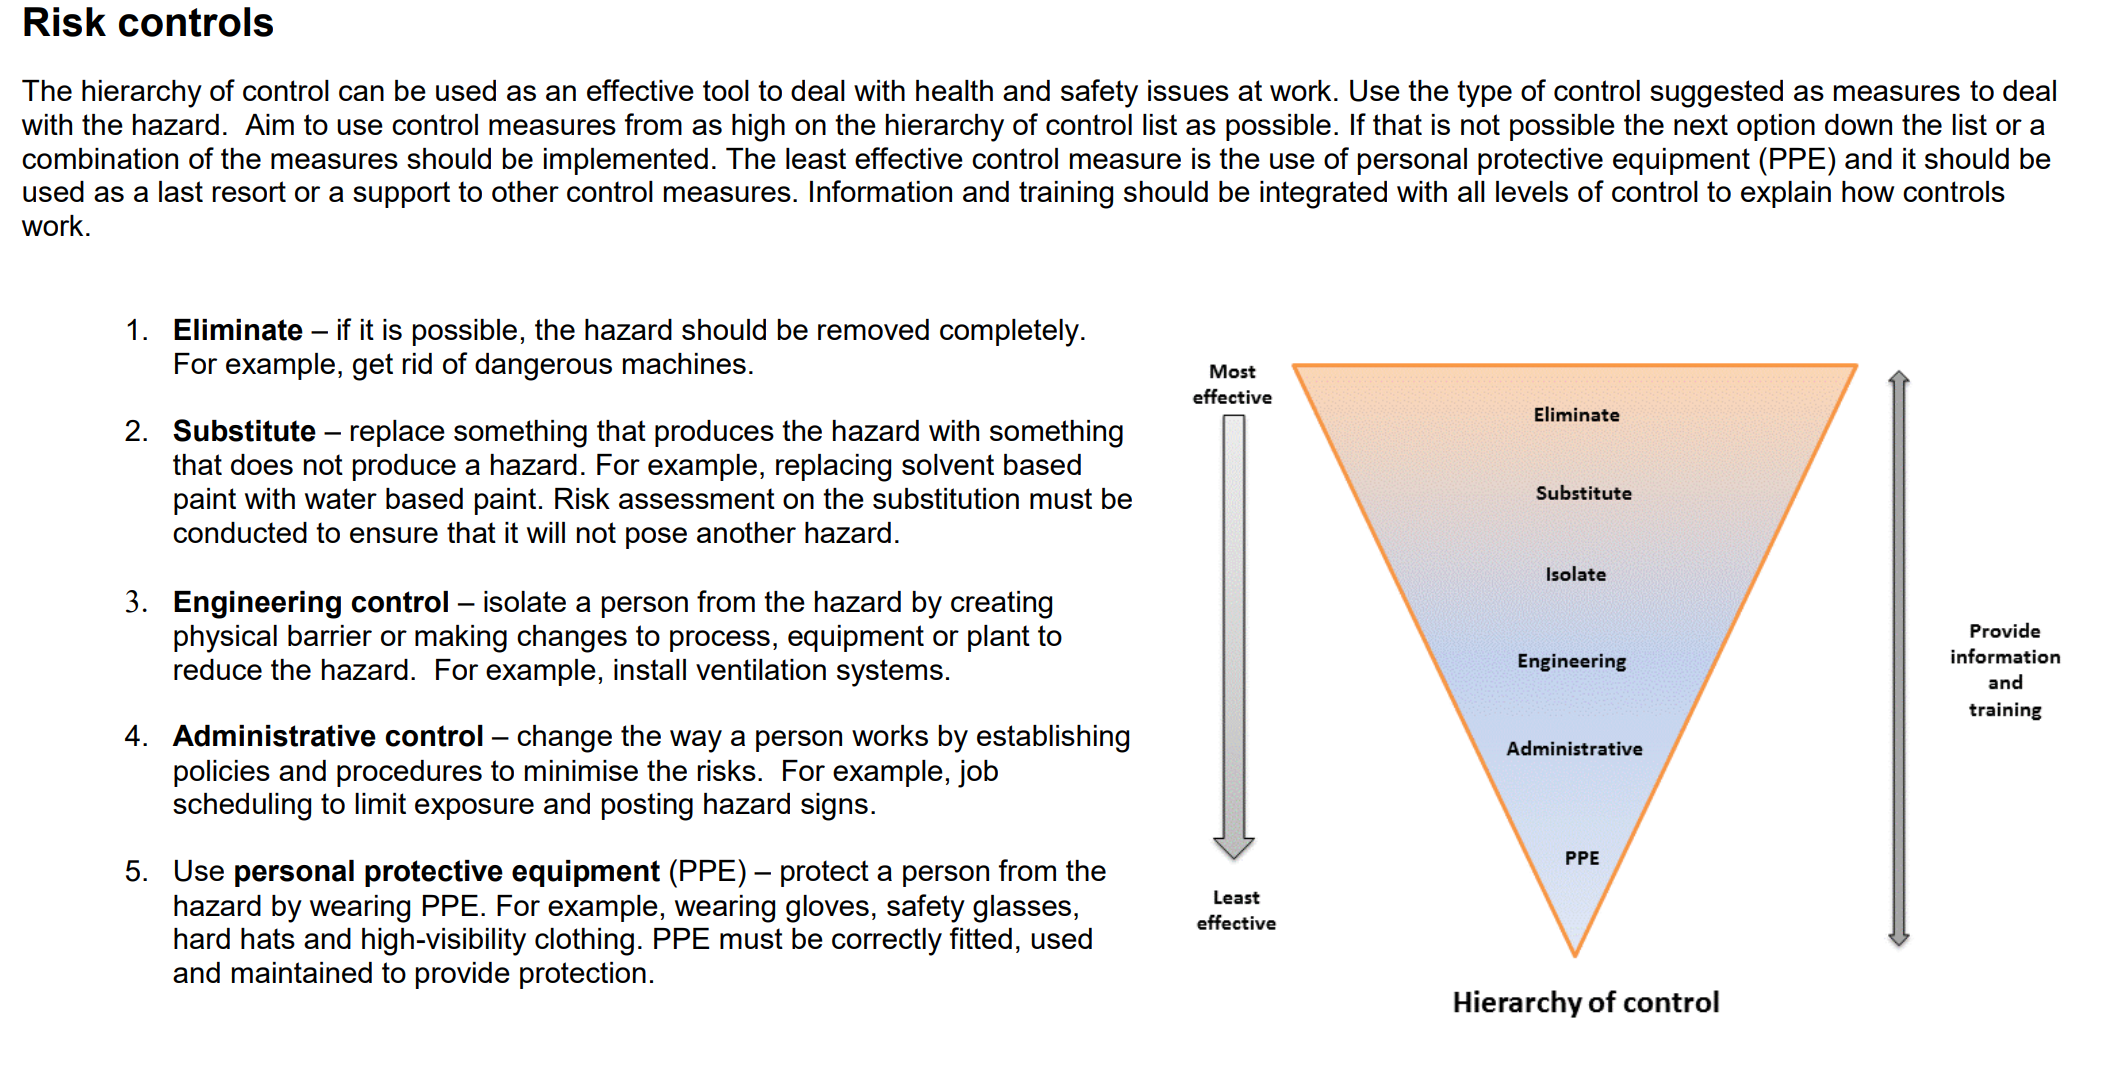 Risk controls
The hierarchy of control can be used as an effective tool to deal with health and safety issues at work. Use the type of control suggested as measures to deal
with the hazard.  Aim to use control measures from as high on the hierarchy of control list as possible. If that is not possible the next option down the list or a
combination of the measures should be implemented. The least effective control measure is the use of personal protective equipment (PPE) and it should be
used as a last resort or a support to other control measures. Information and training should be integrated with all levels of control to explain how controls
work.
1. Eliminate – if it is possible, the hazard should be removed completely.
For example, get rid of dangerous machines.
2. Substitute – replace something that produces the hazard with something
that does not produce a hazard. For example, replacing solvent based
paint with water based paint. Risk assessment on the substitution must be
conducted to ensure that it will not pose another hazard.
3. Engineering control – isolate a person from the hazard by creating
physical barrier or making changes to process, equipment or plant to
reduce the hazard.  For example, install ventilation systems.
4. Administrative control – change the way a person works by establishing
policies and procedures to minimise the risks.  For example, job
scheduling to limit exposure and posting hazard signs.
5. Use personal protective equipment (PPE) – protect a person from the
hazard by wearing PPE. For example, wearing gloves, safety glasses,
hard hats and high-visibility clothing. PPE must be correctly fitted, used
and maintained to provide protection.
Most
effective
Least
effective
Eliminate
Substitute
Isolate
Engineering
Administrative
PPE
Provide
information
and
training
Hierarchy of control